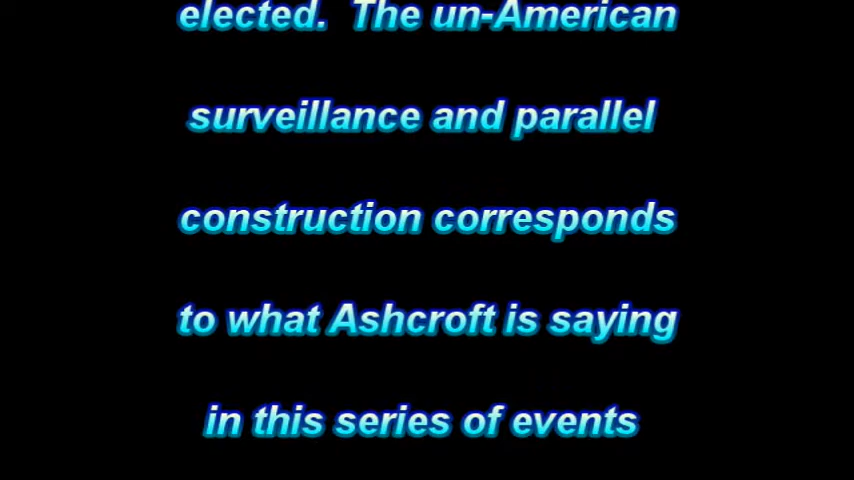 elected.  The un-American
surveillance and parallel
construction corresponds
to what Ashcroft is saying
in this series of events